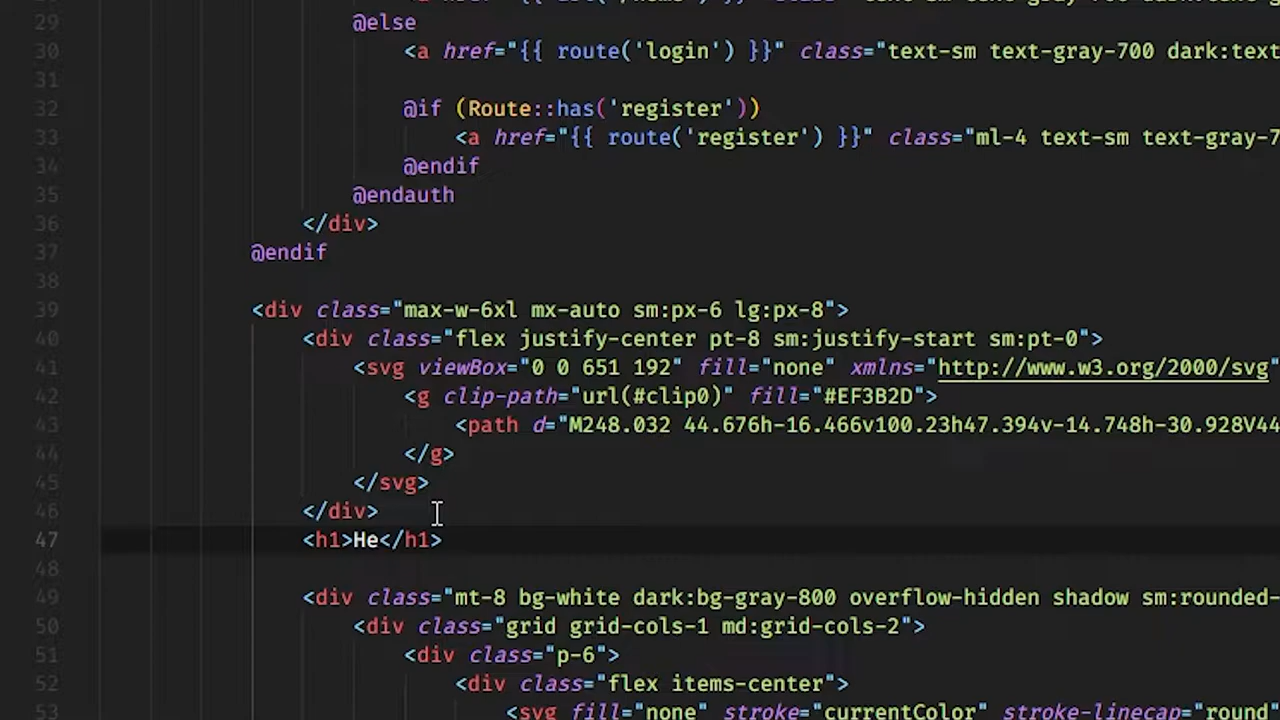 29 @else
30 <a href="{{ route('login') }}" class="text-sm text-gray-700 dark:text
31
32 @if (Route::has('register'))
33 <a href="{{ route('register') }}" class="ml-4 text-sm text-gray-7
34 @endif
35 @endauth
36 </div>
37 @endif
38
39 <div class="max-w-6xl mx-auto sm:px-6 lg:px-8">
40 <div class="flex justify-center pt-8 sm:justify-start sm:pt-0">
41 <svg viewBox="0 0 651 192" fill="none" xmlns="http://www.w3.org/2000/svg"
42 <g clip-path="url(#clip0)" fill="#EF3B2D">
43 <path d="M248.032 44.676h-16.466v100.23h47.394v-14.748h-30.928V44
44 </g>
45 </svg>
46 </div>
47 <h1>He</h1>
48
49 <div class="mt-8 bg-white dark:bg-gray-800 overflow-hidden shadow sm:rounded-
50 <div class="grid grid-cols-1 md:grid-cols-2">
51 <div class="p-6">
52 <div class="flex items-center">
53 <svg fill="none" stroke="currentColor" stroke-linecap="round"